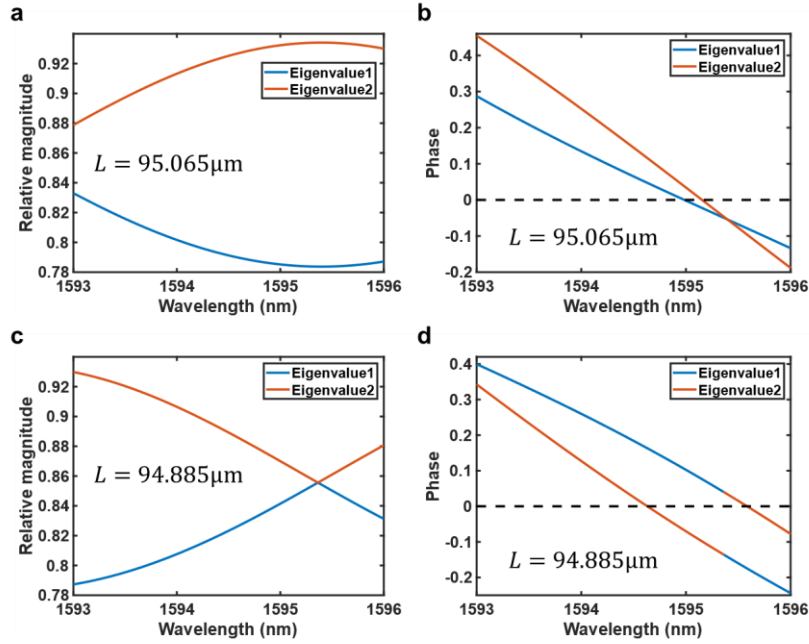 a
Relative magnitude
0.92
0.9
0.88
0.86
0.84
0.82
0.8
0.78
Eigenvalue1
Eigenvalue2
L = 95.065μm
1593
1594
1595
1596
Wavelength (nm)
b
Phase
0.4
0.3
0.2
0.1
0
-0.1
-0.2
Eigenvalue1
Eigenvalue2
L = 95.065μm
1593
1594
1595
1596
Wavelength (nm)
c
Relative magnitude
0.92
0.9
0.88
0.86
0.84
0.82
0.8
0.78
Eigenvalue1
Eigenvalue2
L = 94.885μm
1593
1594
1595
1596
Wavelength (nm)
d
Phase
0.4
0.3
0.2
0.1
0
-0.1
-0.2
Eigenvalue1
Eigenvalue2
L = 94.885μm
1593
1594
1595
1596
Wavelength (nm)